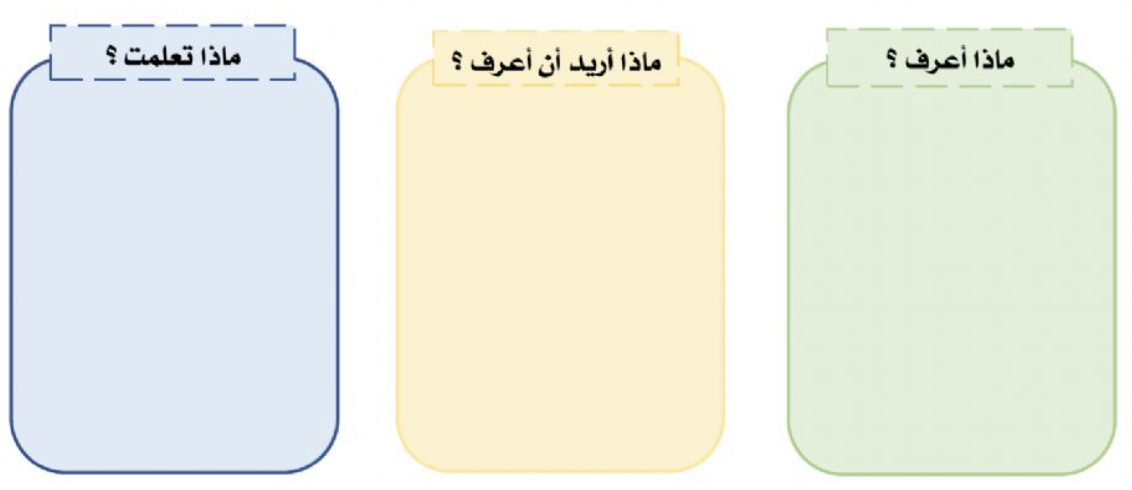 ماذا أعرف ؟
ماذا أريد أن أعرف ؟
ماذا تعلمت ؟